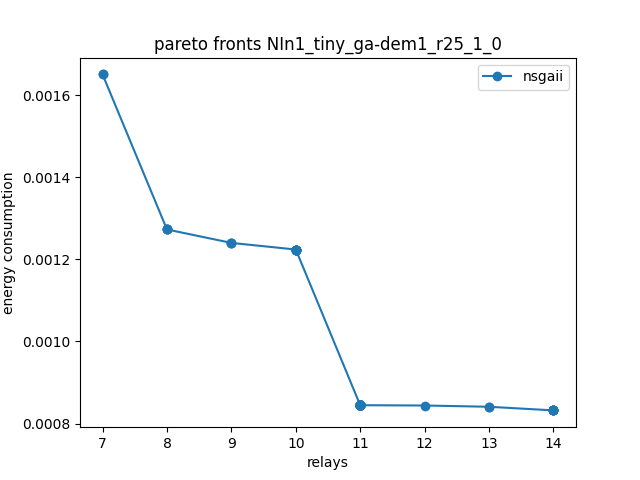 pareto fronts NIn1_tiny_ga-dem1_r25_1_0
nsgaii
0.0016
0.0014
0.0012
0.0010
0.0008
energy consumption
7 8 9 10 11 12 13 14
relays